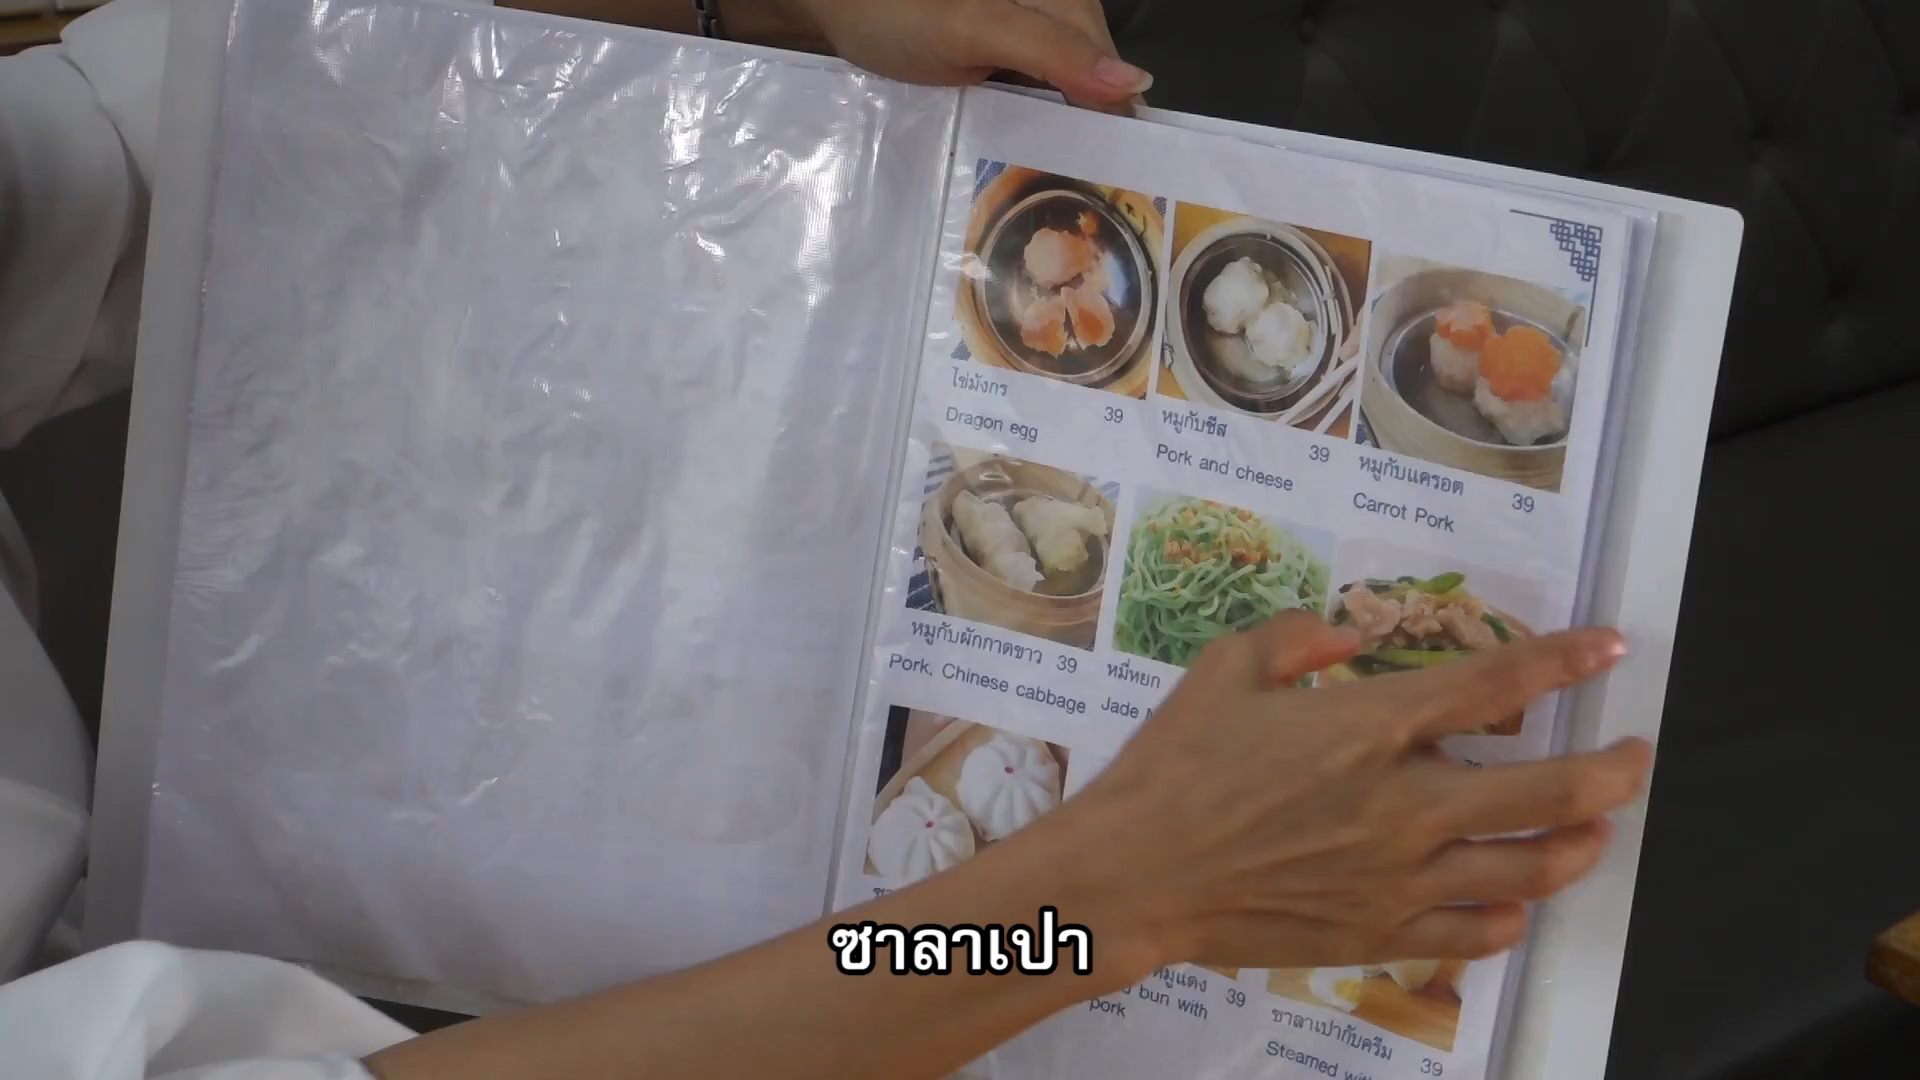 ไข่มังกร 39
Dragon egg
หมูกับชีส 39
Pork and cheese
หมูกับแครอต 39
Carrot Pork
หมูกับผักกาดขาว 39
Pork, Chinese cabbage
หมี่หยก
Jade
หมูแดง 39
bun with
pork
ซาลาเปากับครีม 39
Steamed
ซาลาเปา